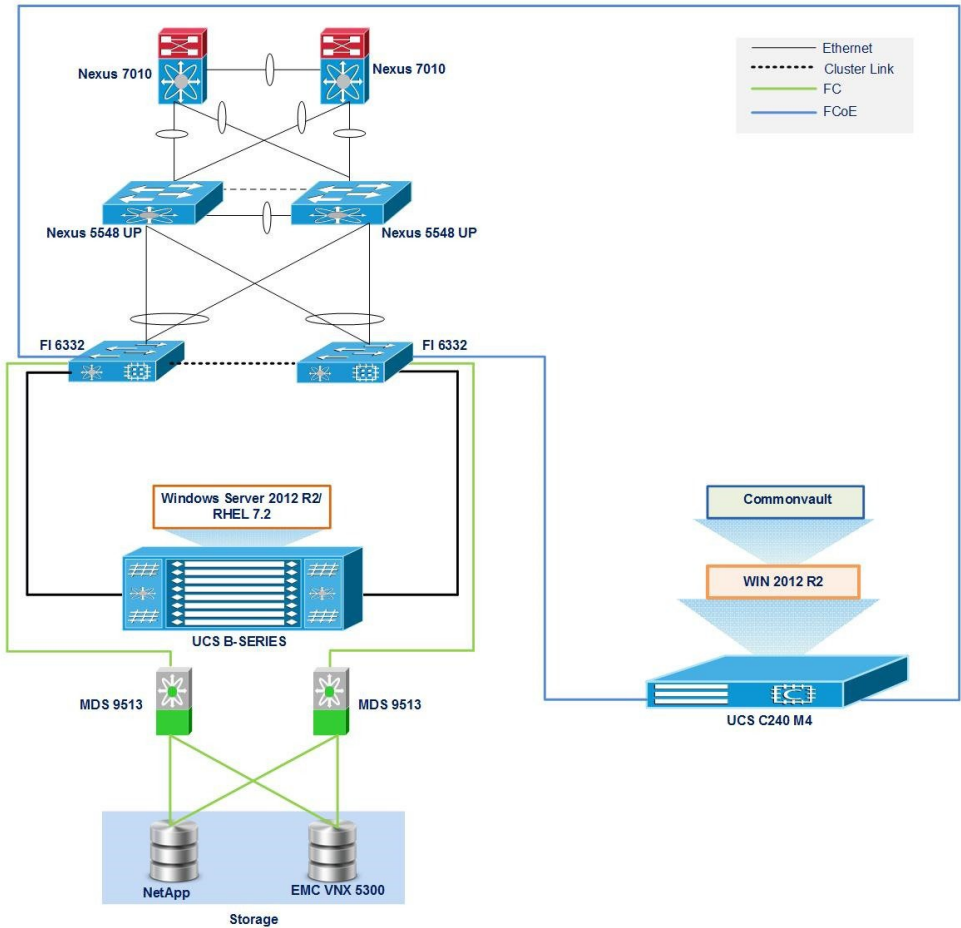 Nexus 7010
Nexus 7010
Ethernet
Cluster Link
FC
FCoE
Nexus 5548 UP
Nexus 5548 UP
FI 6332
FI 6332
Windows Server 2012 R2/
RHEL 7.2
UCS B-SERIES
Commonvault
WIN 2012 R2
UCS C240 M4
MDS 9513
MDS 9513
NetApp
EMC VNX 5300
Storage